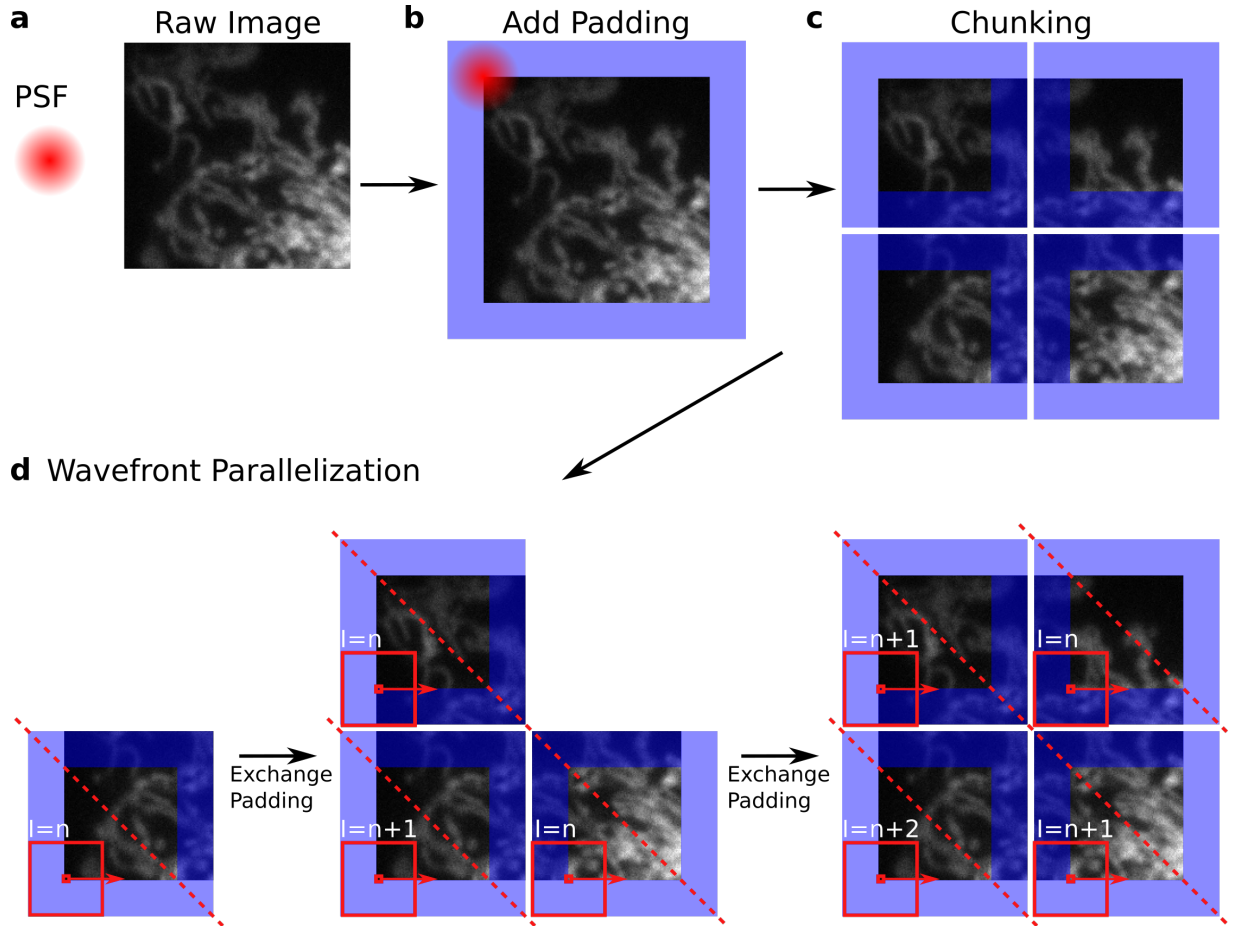 a
Raw Image
b
Add Padding
c
Chunking
PSF
d Wavefront Parallelization
I=n
Exchange
Padding
I=n
I=n+1
I=n
Exchange
Padding
I=n+1
I=n
I=n+2
I=n+1